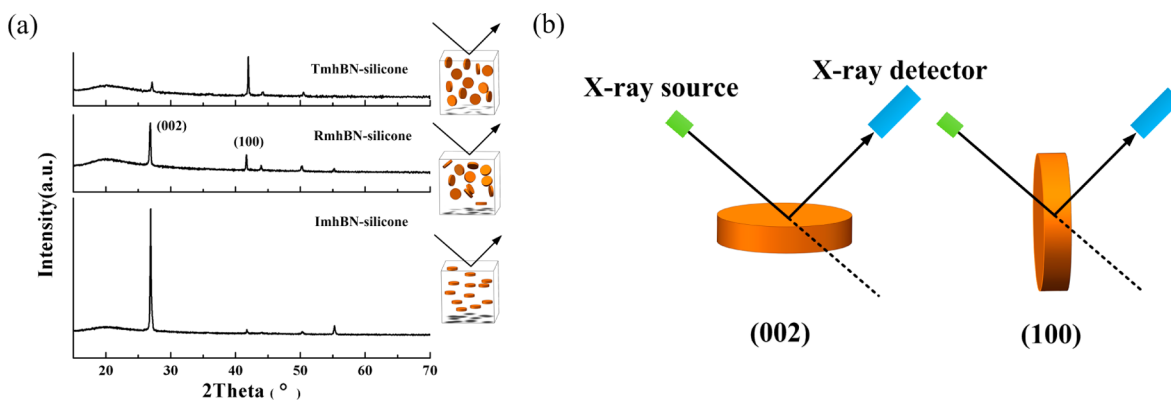 (a)
TmhBN-silicone
RmhBN-silicone
(002)
(100)
ImhBN-silicone
Intensity(a.u.)
20 30 40 50 60 70
2Theta ( ° )
(b)
X-ray source
X-ray detector
(002)
(100)